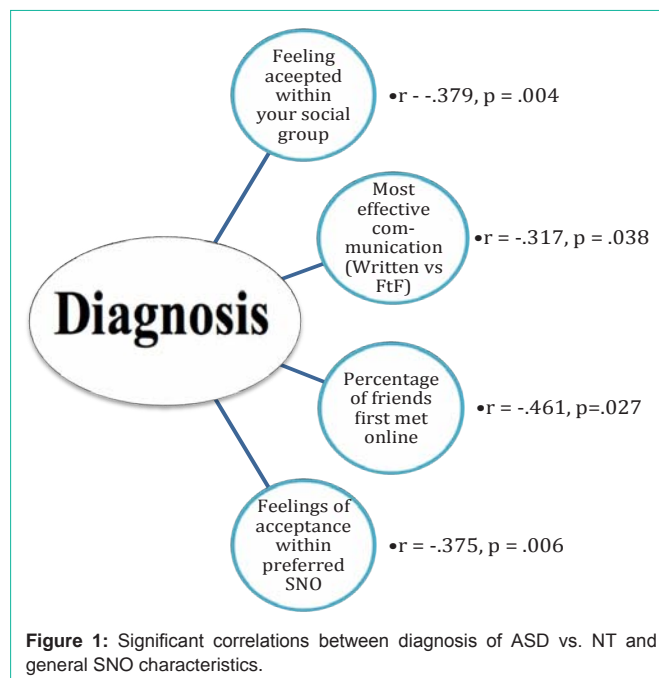 Feeling
aceepted
within
your social
group
•r - -.379, p = .004
Most
effective
com-
munication
(Written vs
FtF)
•r = -.317, p = .038
Diagnosis
Percentage
of friends
first met
online
•r = -.461, p=.027
Feelings of
acceptance
within
preferred
SNO
•r = -.375, p = .006
Figure 1: Significant correlations between diagnosis of ASD vs. NT and
general SNO characteristics.